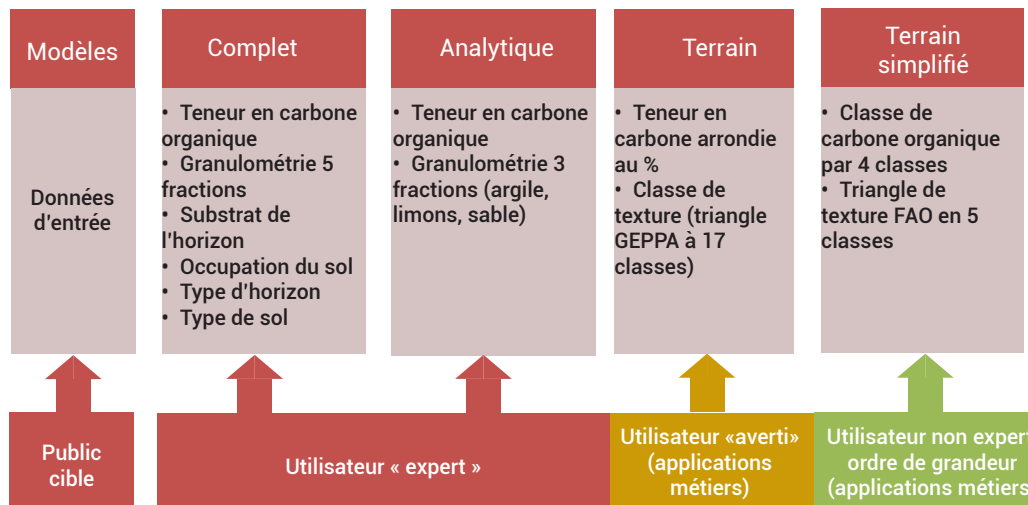 Modèles
Complet
Analytique
Terrain
Terrain
simplifié
Données
d'entrée
• Teneur en carbone
organique
• Granulométrie 5
fractions
• Substrat de
l'horizon
• Occupation du sol
• Type d'horizon
• Type de sol
• Teneur en carbone
organique
• Granulométrie 3
fractions (argile,
limons, sable)
• Teneur en
carbone arrondie
au %
• Classe de
texture (triangle
GEPPA à 17
classes)
• Classe de
carbone organique
par 4 classes
• Triangle de
texture FAO en 5
classes
Public
cible
Utilisateur « expert »
Utilisateur «averti»
(applications
métiers)
Utilisateur non expert
ordre de grandeur
(applications métiers